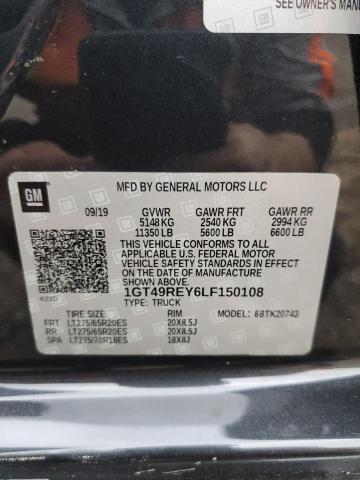 SEE OWNER'S MANU
GM
GM
MFD BY GENERAL MOTORS LLC
09/19 GVWR GAWR FRT GAWR RR
5148 KG 2540 KG 2994 KG
11350 LB 5600 LB 6600 LB
THIS VEHICLE CONFORMS TO ALL
APPLICABLE U.S. FEDERAL MOTOR
VEHICLE SAFETY STANDARDS IN EFFECT
ON THE DATE OF MANUFACTURE
SHOWN ABOVE.
1GT49REY6LF150108
TYPE: TRUCK
TIRE SIZE RIM MODEL: 68TK20743
FRT LT275/65R20ES 20X8.5J
RR LT275/65R20ES 20X8.5J
SPA LT275/70R18ES 18X8J